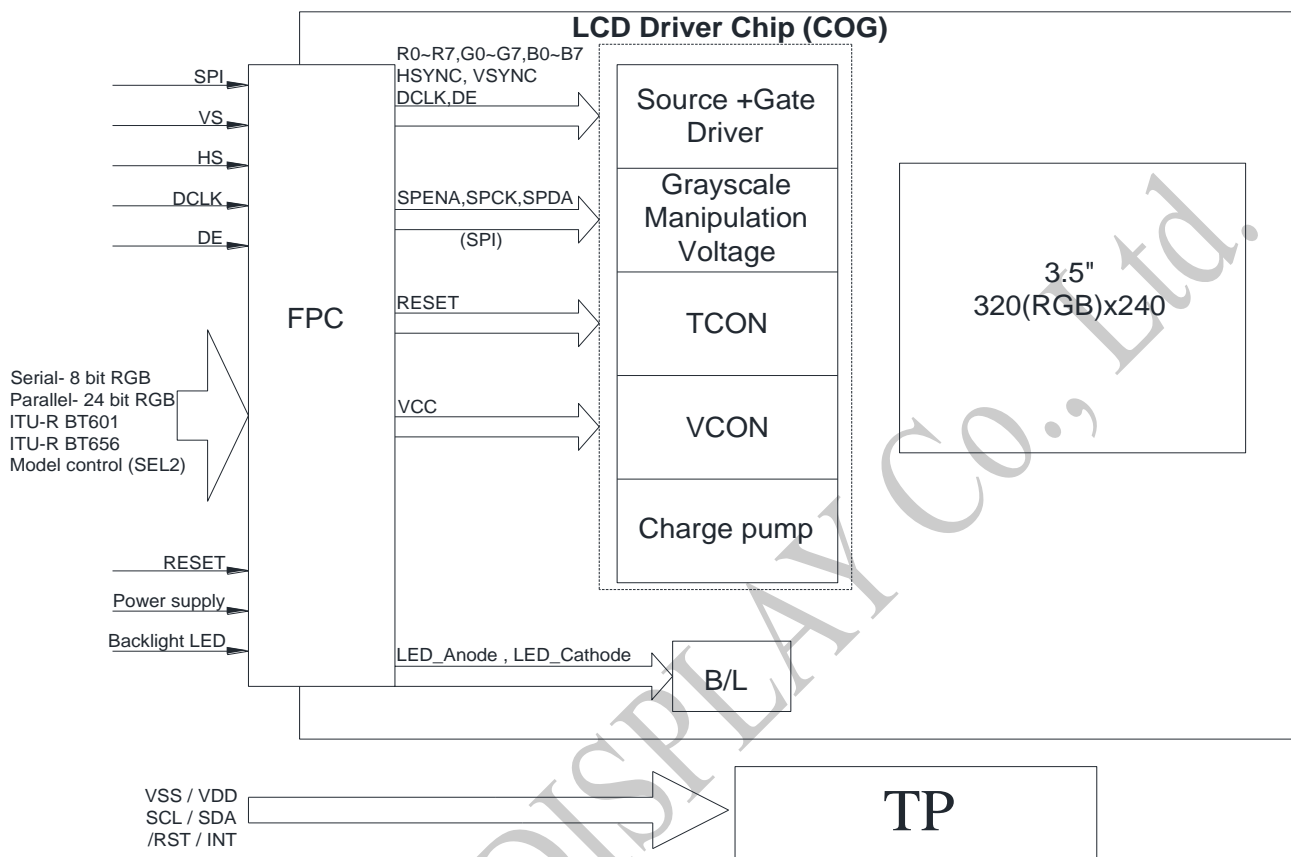 LCD Driver Chip (COG)
R0~R7,G0~G7,B0~B7
HSYNC, VSYNC
DCLK,DE
SPI
VS
HS
DCLK
DE
Source +Gate
Driver
SPENA,SPCK,SPDA
(SPI)
Grayscale
Manipulation
Voltage
3.5"
320(RGB)x240
FPC
RESET
TCON
Serial- 8 bit RGB
Parallel- 24 bit RGB
ITU-R BT601
ITU-R BT656
Model control (SEL2)
VCC
VCON
Charge pump
RESET
Power supply
Backlight LED
LED_Anode , LED_Cathode
B/L
VSS / VDD
SCL / SDA
/RST / INT
TP
DISPLAY Co., Ltd.